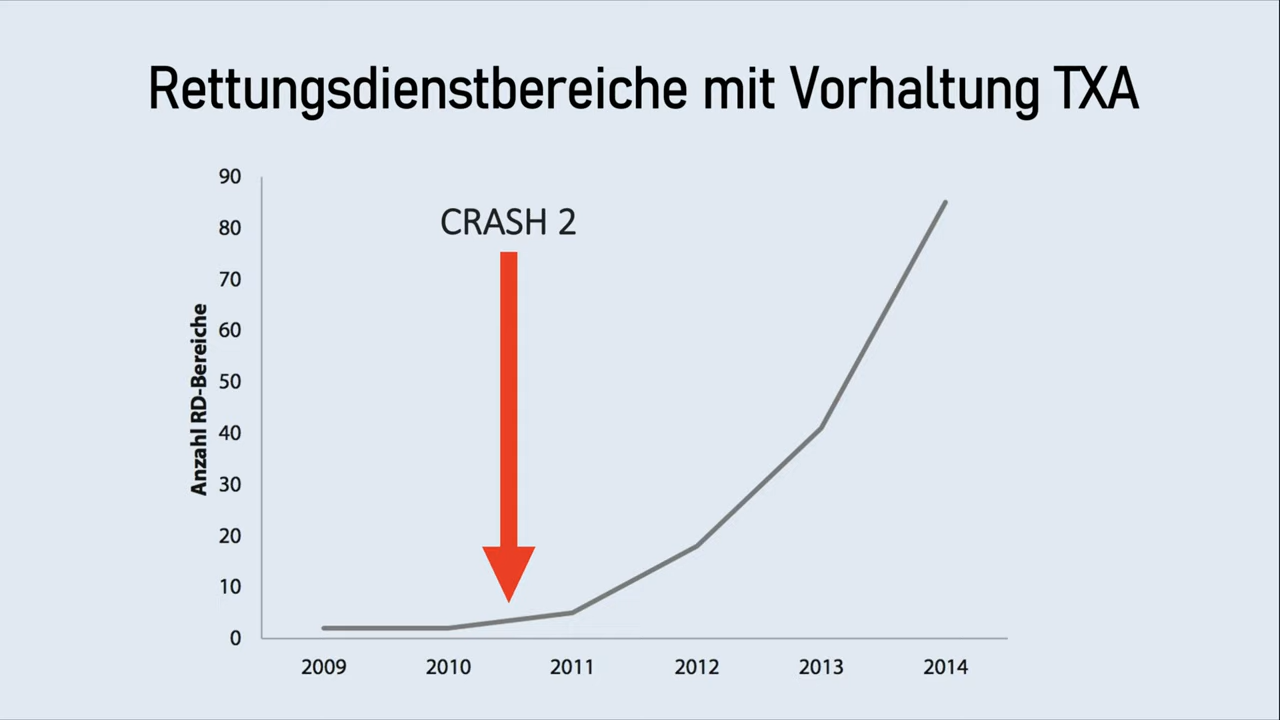 Rettungsdienstbereiche mit Vorhaltung TXA
CRASH 2
Anzahl RD-Bereiche
90
80
70
60
50
40
30
20
10
0
2009 2010 2011 2012 2013 2014